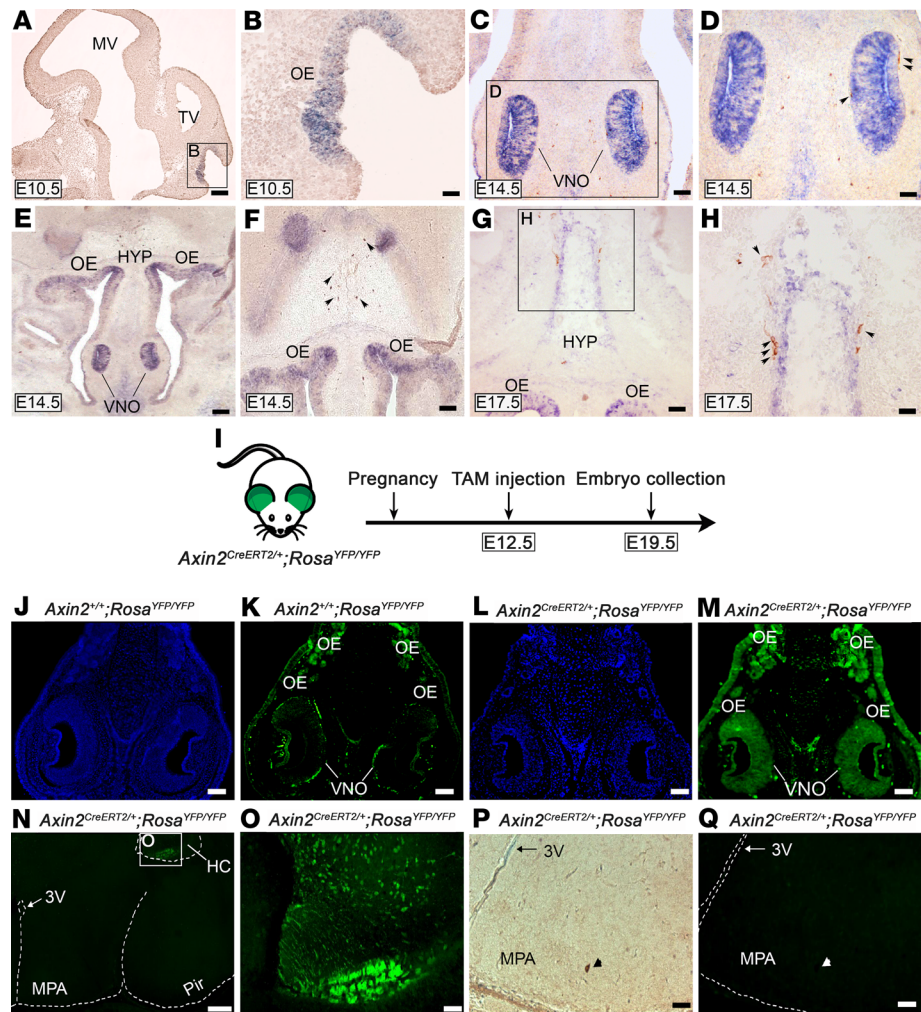 A
MV
TV
B
E10.5
B
OE
E10.5
C
D
VNO
E14.5
D
E14.5
E
OE
HYP
OE
VNO
E14.5
F
OE
OE
E14.5
G
H
HYP
OE
OE
E17.5
H
E17.5
I
Pregnancy
TAM injection
Embryo collection
E12.5
E19.5
Axin2CreERT2/+;RosaYFP/YFP
J Axin2+/+;RosaYFP/YFP
K Axin2+/+;RosaYFP/YFP
OE
OE
OE
OE
VNO
L Axin2CreERT2/+;RosaYFP/YFP
M Axin2CreERT2/+;RosaYFP/YFP
OE
OE
OE
OE
VNO
N Axin2CreERT2/+;RosaYFP/YFP
O
HC
3V
MPA
Pir
O Axin2CreERT2/+;RosaYFP/YFP
P Axin2CreERT2/+;RosaYFP/YFP
3V
MPA
Q Axin2CreERT2/+;RosaYFP/YFP
3V
MPA